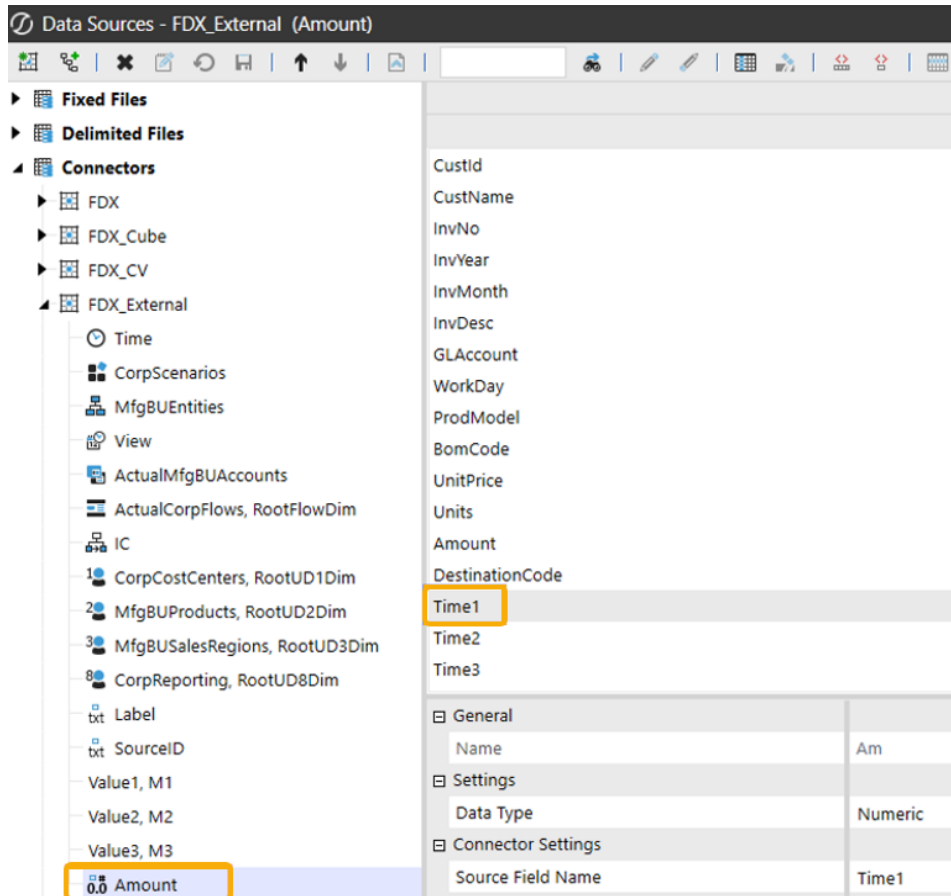 Data Sources - FDX_External (Amount)
Fixed Files
Delimited Files
Connectors
FDX
FDX_Cube
FDX_CV
FDX_External
Time
CorpScenarios
MfgBUEntities
View
ActualMfgBUAccounts
ActualCorpFlows, RootFlowDim
IC
CorpCostCenters, RootUD1Dim
MfgBUProducts, RootUD2Dim
MfgBUSalesRegions, RootUD3Dim
CorpReporting, RootUD8Dim
Label
SourceID
Value1, M1
Value2, M2
Value3, M3
Amount
CustId
CustName
InvNo
InvYear
InvMonth
InvDesc
GLAccount
WorkDay
ProdModel
BomCode
UnitPrice
Units
Amount
DestinationCode
Time1
Time2
Time3
General
Name Am
Settings
Data Type Numeric
Connector Settings
Source Field Name Time1